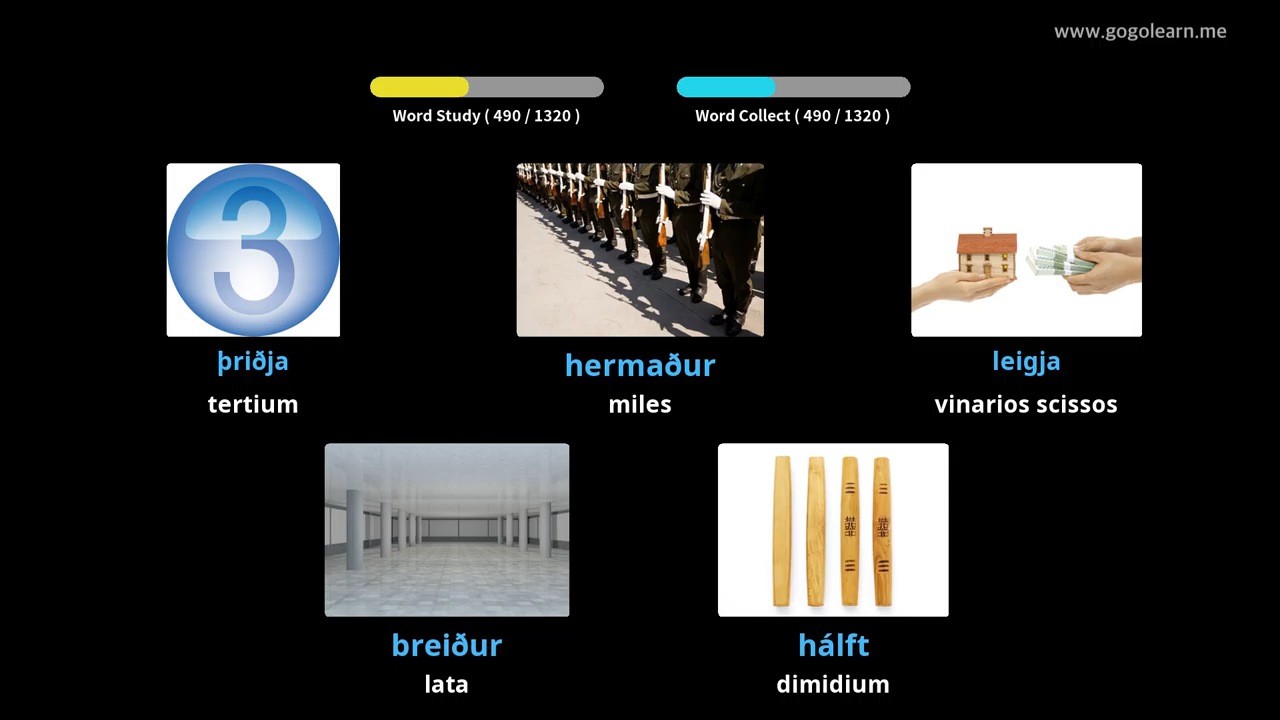 www.gogolearn.me
Word Study ( 490 / 1320 )
Word Collect ( 490 / 1320 )
3
þriðja
tertium
hermaður
miles
leigja
vinarios scissos
breiður
lata
hálft
dimidium